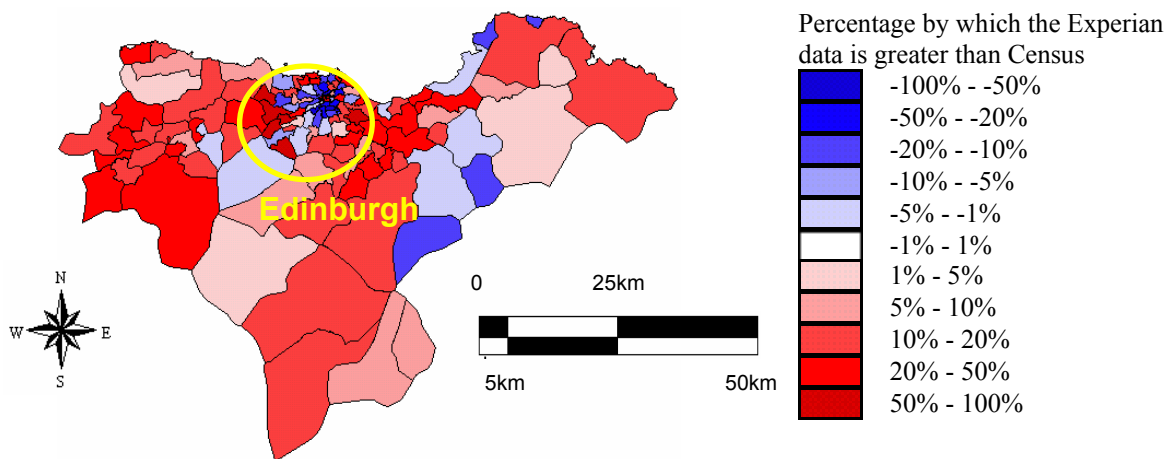 Percentage by which the Experian
data is greater than Census
-100% - -50%
-50% - -20%
-20% - -10%
-10% - -5%
-5% - -1%
-1% - 1%
1% - 5%
5% - 10%
10% - 20%
20% - 50%
50% - 100%
Edinburgh
N
W E
S
0 25km
5km 50km